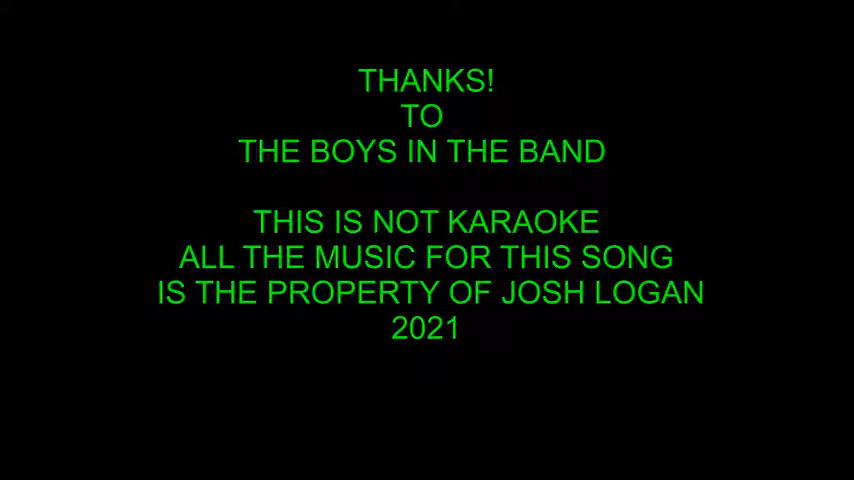 THANKS!
TO
THE BOYS IN THE BAND
THIS IS NOT KARAOKE
ALL THE MUSIC FOR THIS SONG
IS THE PROPERTY OF JOSH LOGAN
2021